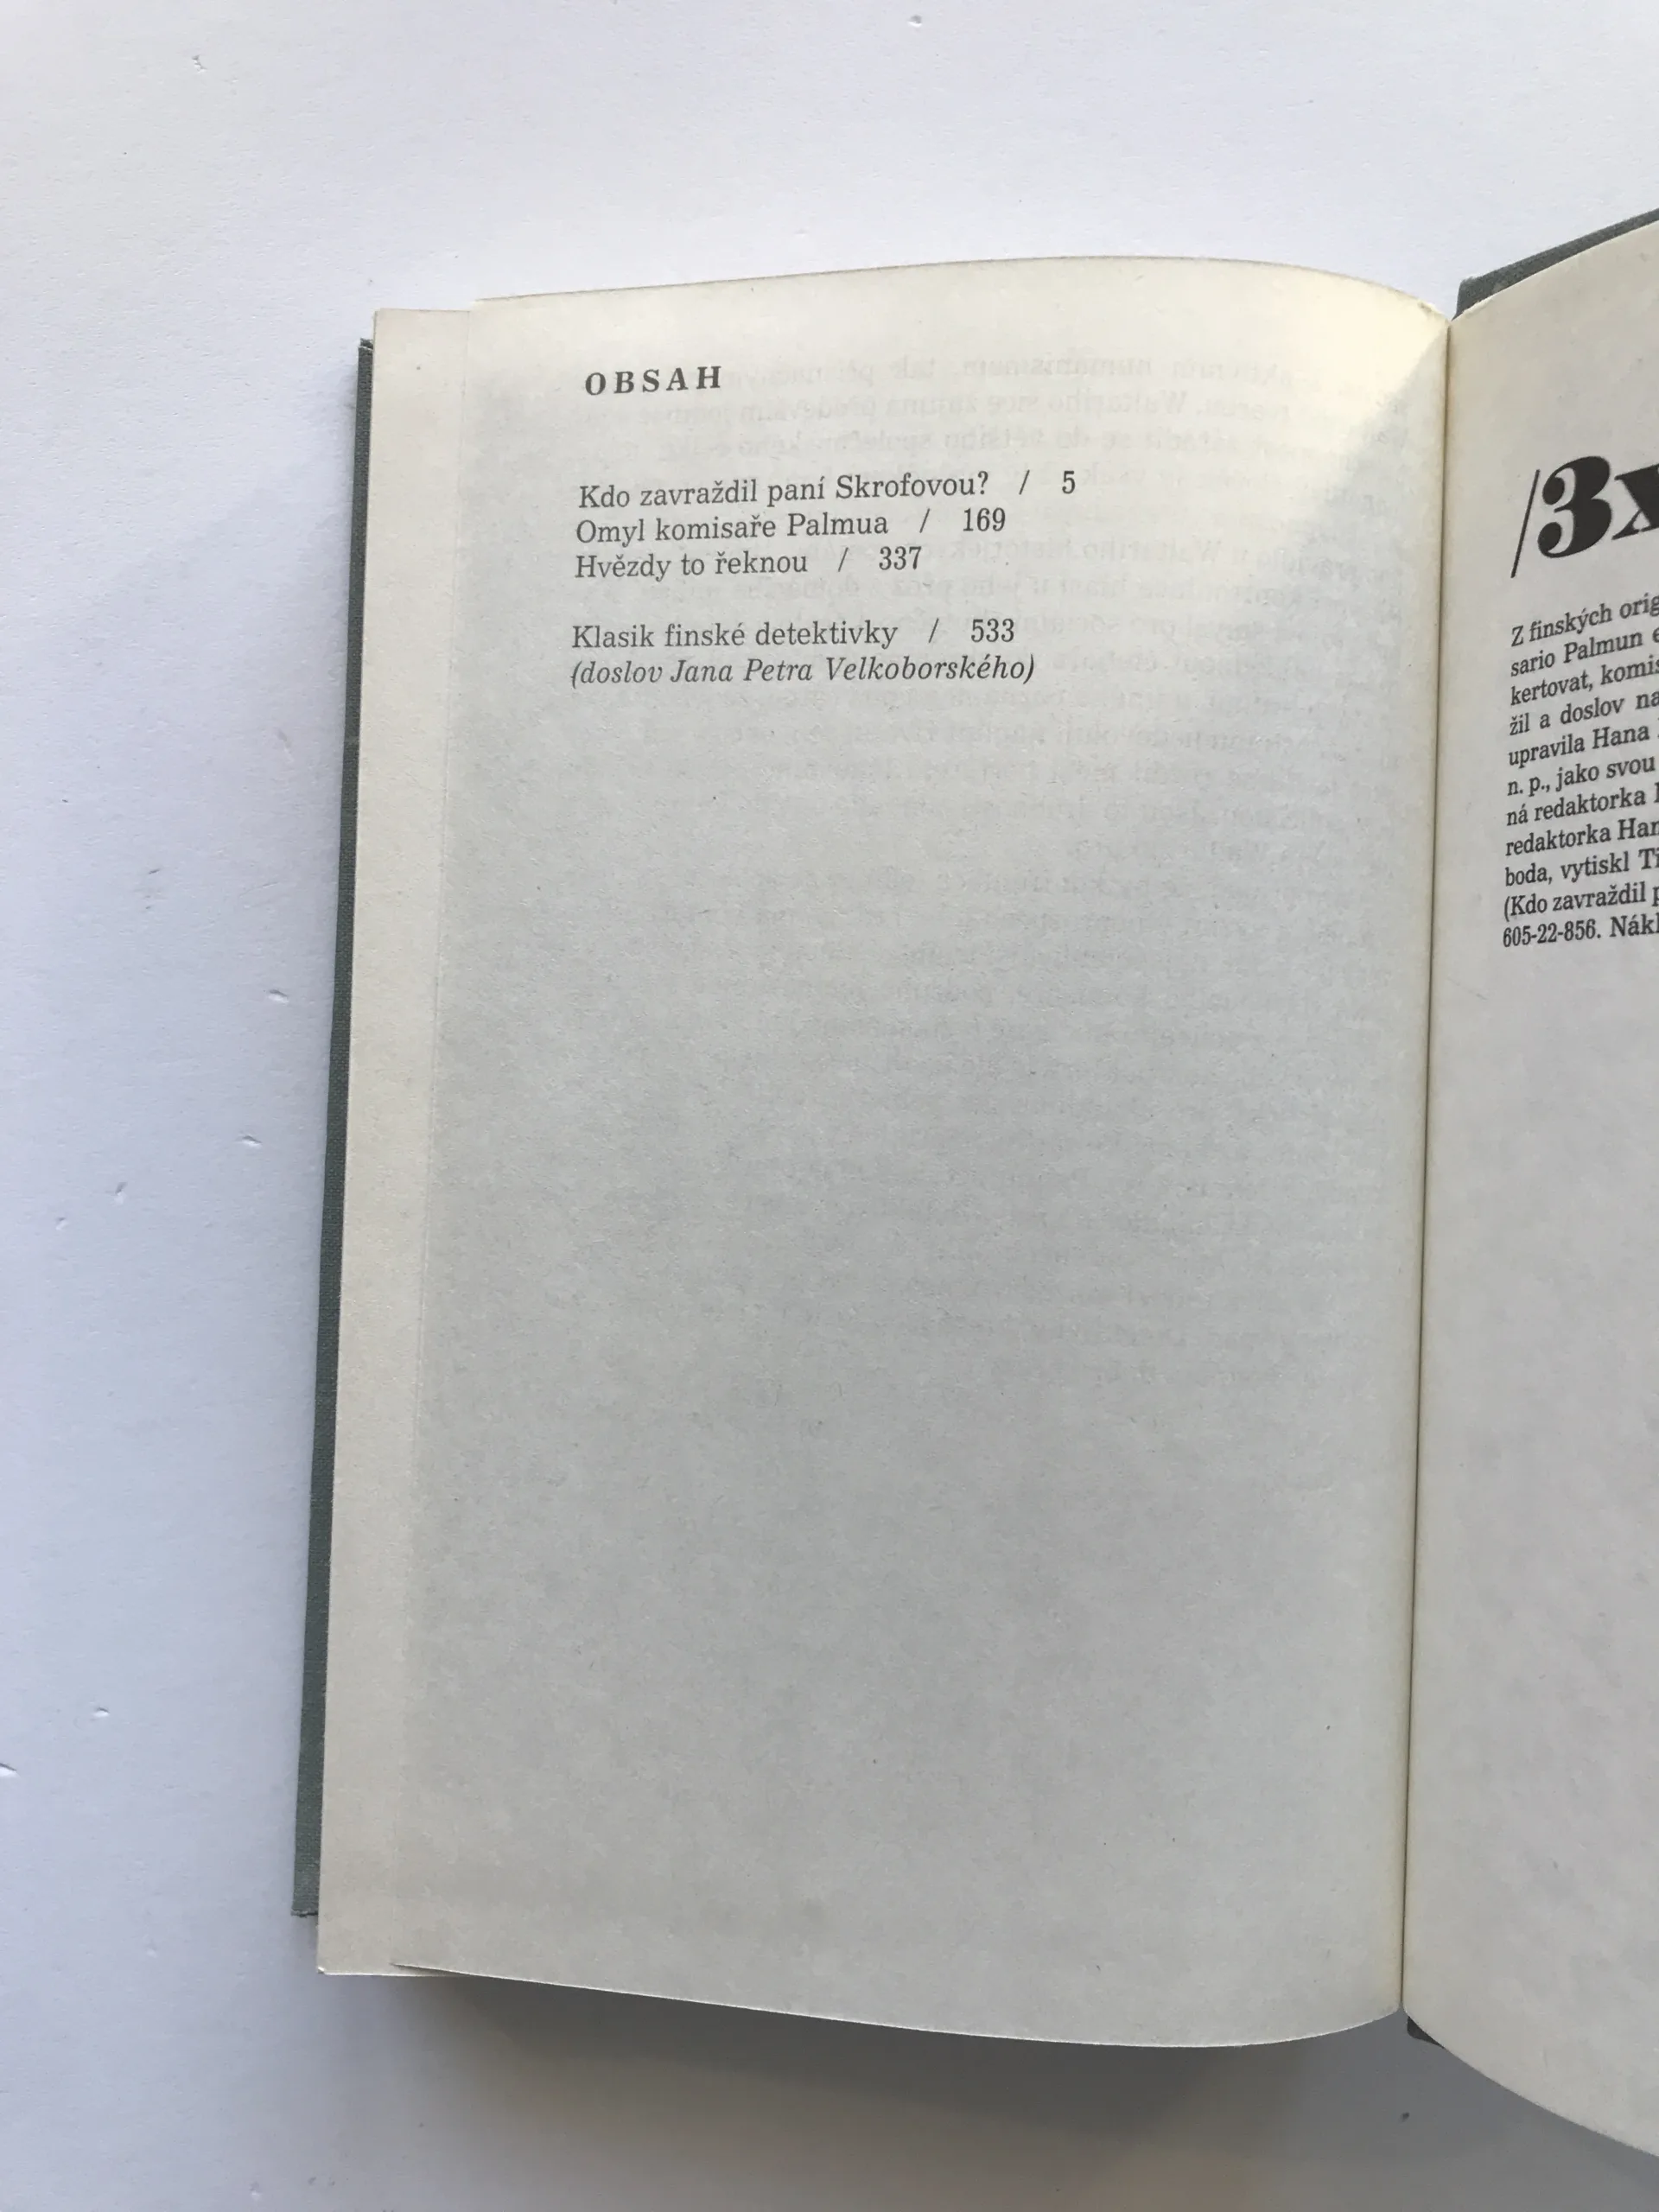 OBSAH
Kdo zavraždil paní Skrofovou? / 5
Omyl komisaře Palmua / 169
Hvězdy to řeknou / 337
Klasik finské detektivky / 533
(doslov Jana Petra Velkoborského)
/3x
Z finských orig
sario Palmun e
kertovat, komis
žil a doslov na
upravila Hana
n. p., jako svou
ná redaktorka
redaktorka Han
boda, vytiskl Ti
(Kdo zavraždil p
605-22-856. Nákl